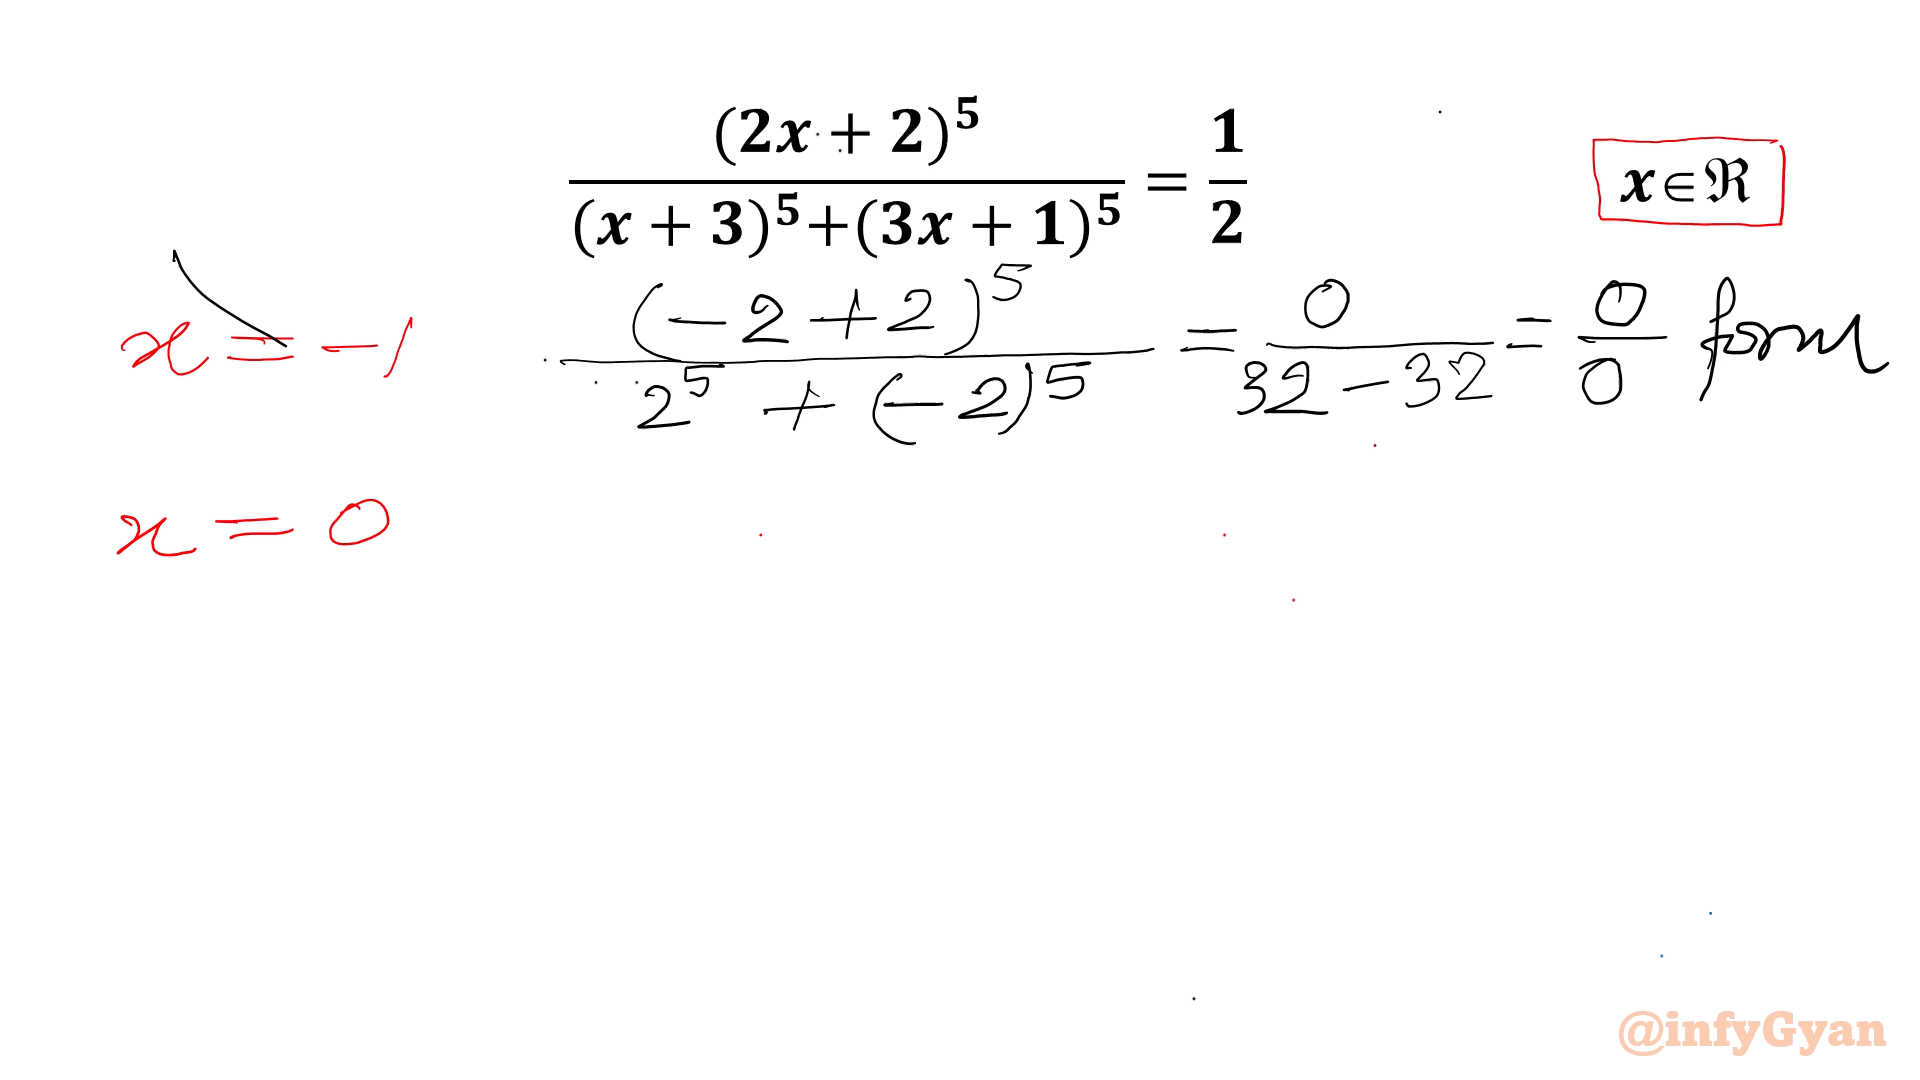 (2x + 2)^5 / ((x + 3)^5+(3x + 1)^5) = 1/2
x∈ℜ
x = -1
(-2+2)^5 / (2^5 + (-2)^5) = 0 / (32-32) = 0/0 form
x = 0
@infyGyan